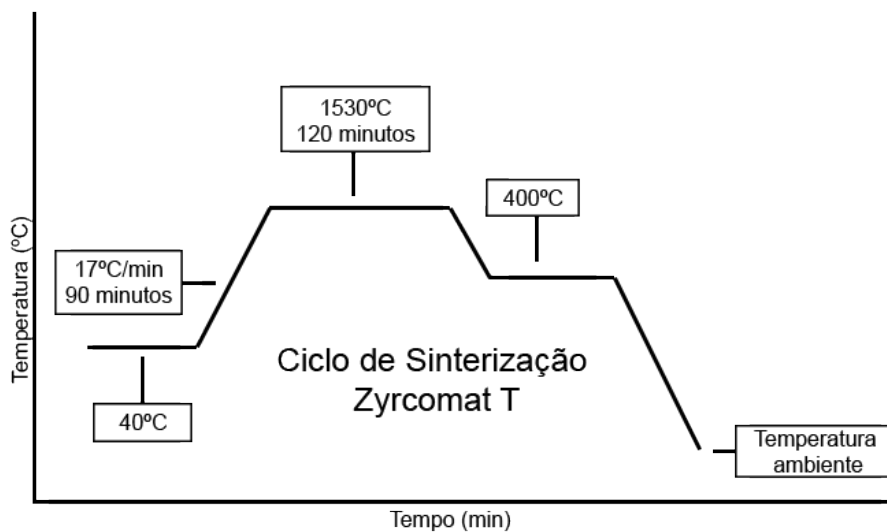 1530ºC
120 minutos
400ºC
Temperatura (ºC)
17ºC/min
90 minutos
40ºC
Ciclo de Sinterização
Zyrcomat T
Temperatura
ambiente
Tempo (min)